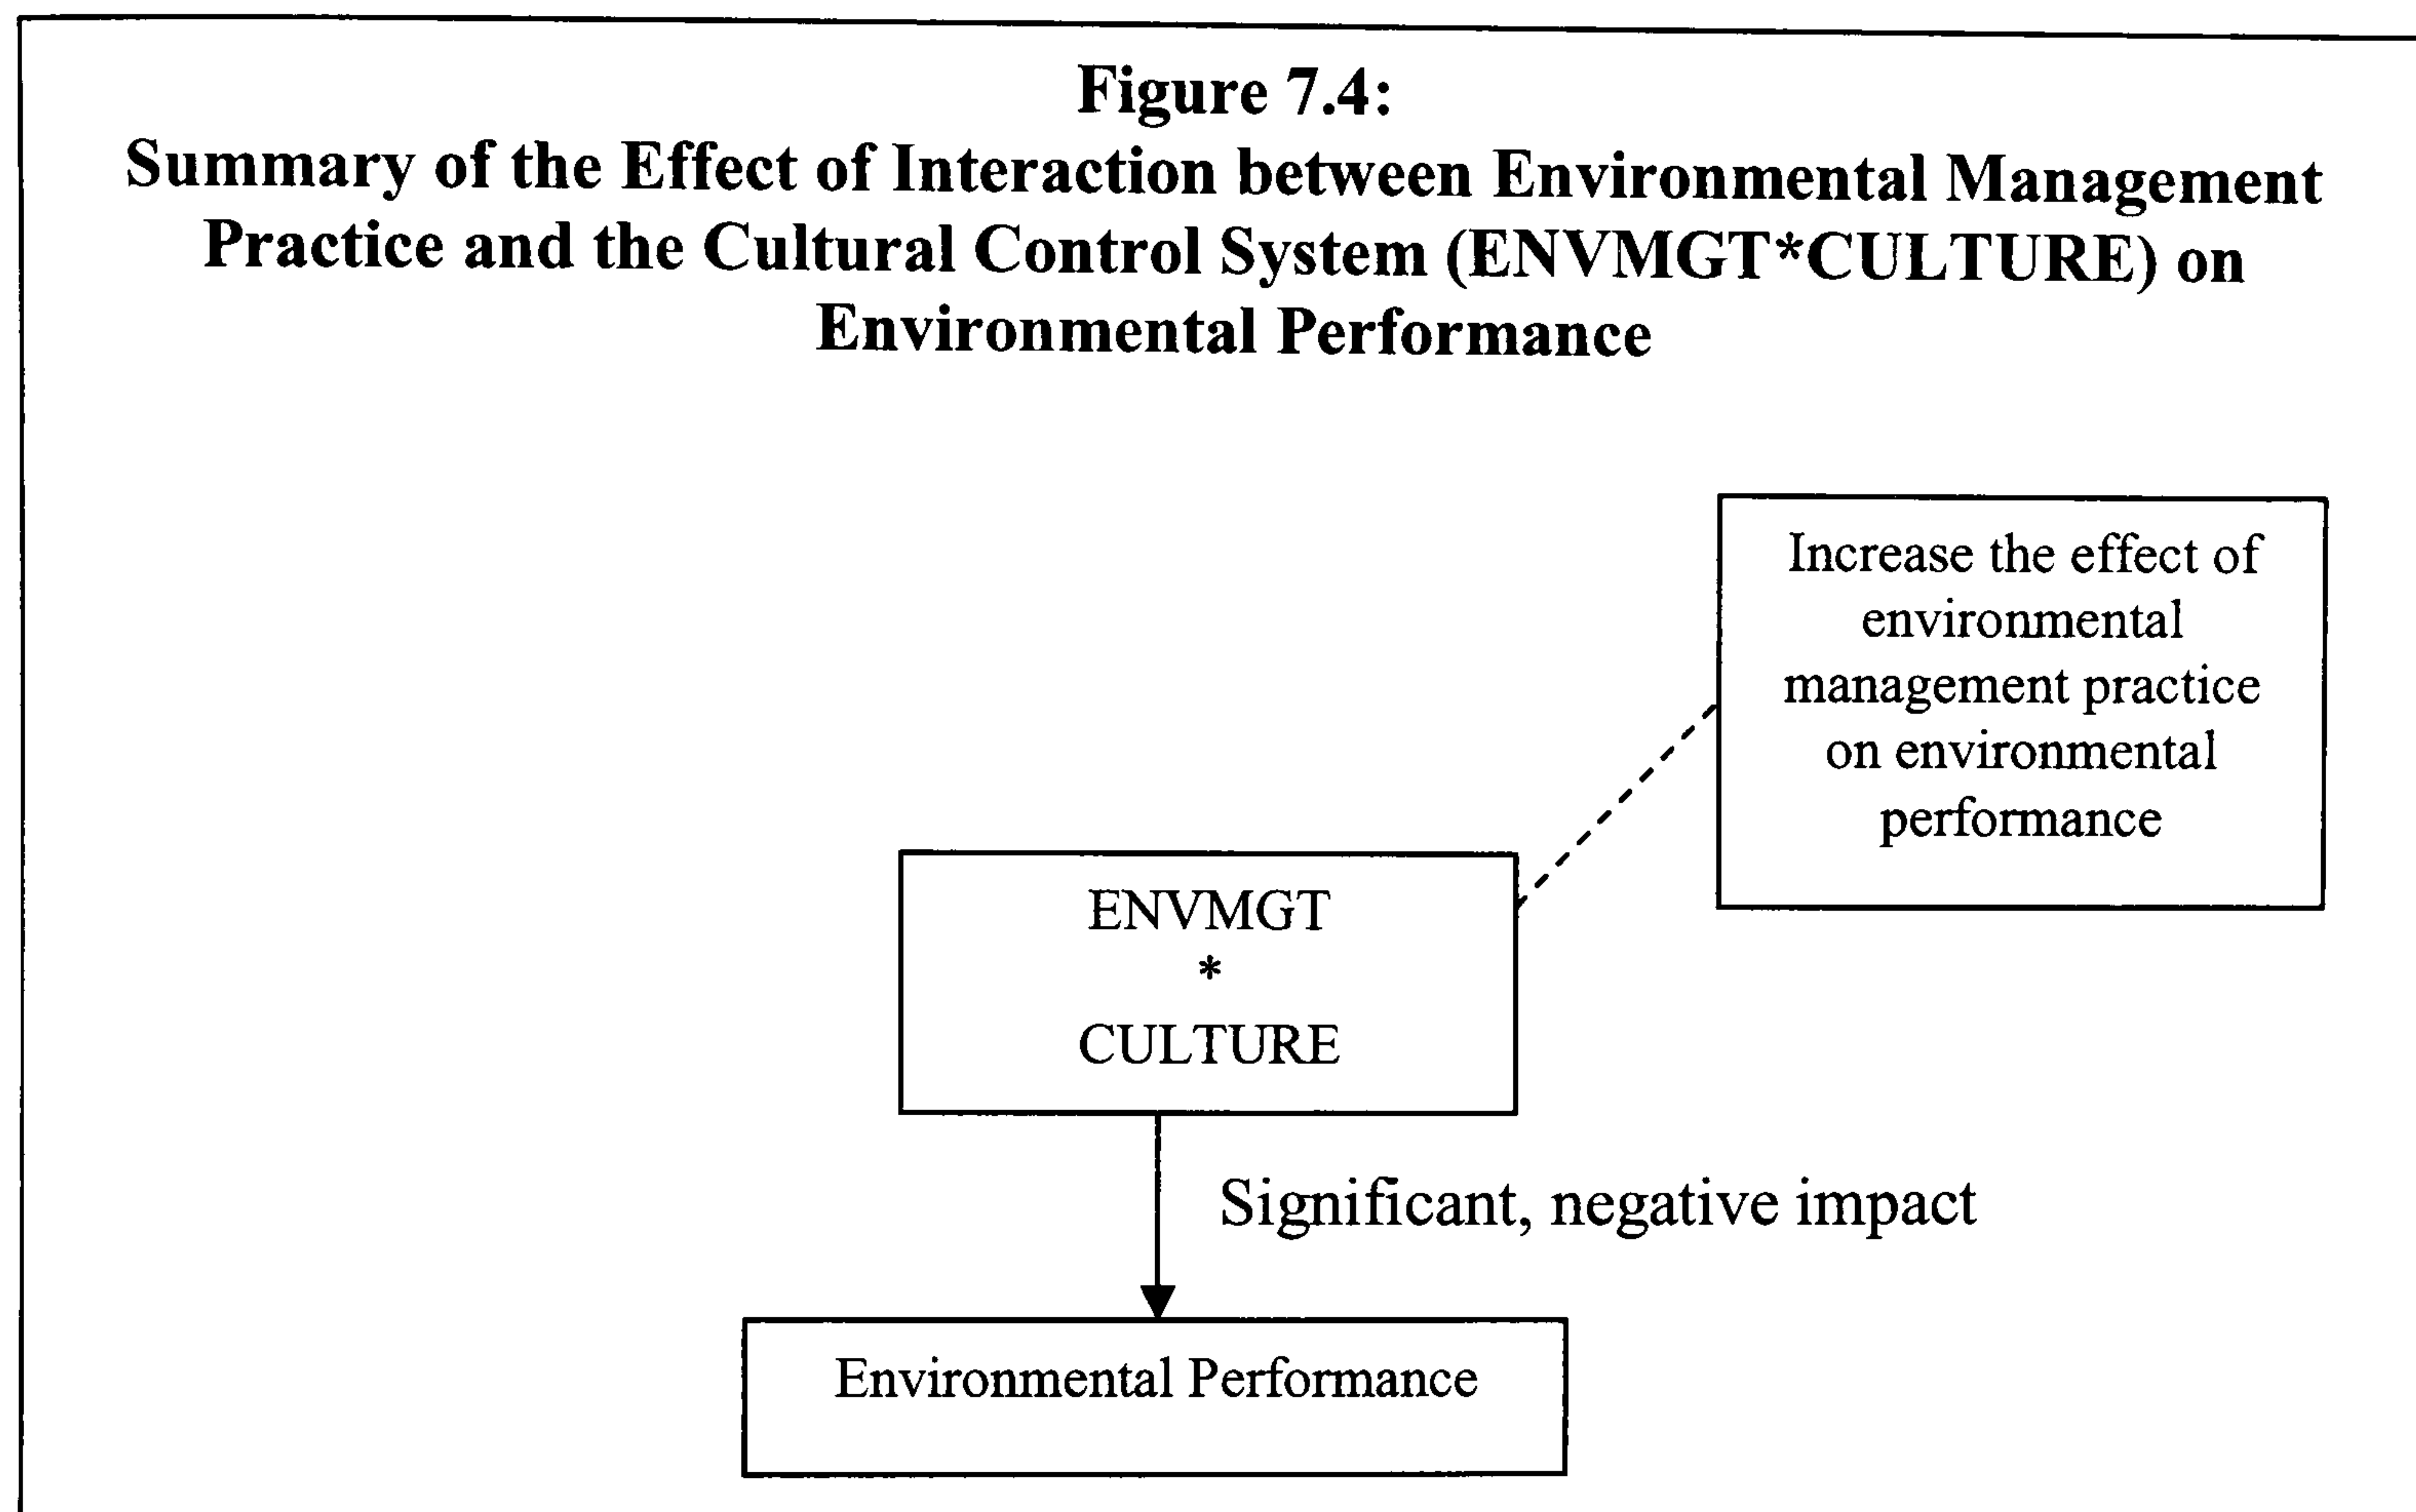 Figure 7.4:
Summary of the Effect of Interaction between Environmental Management
Practice and the Cultural Control System (ENVMGT*CULTURE) on
Environmental Performance
Increase the effect of
environmental
management practice
on environmental
performance
ENVMGT
*
CULTURE
Significant, negative impact
Environmental Performance